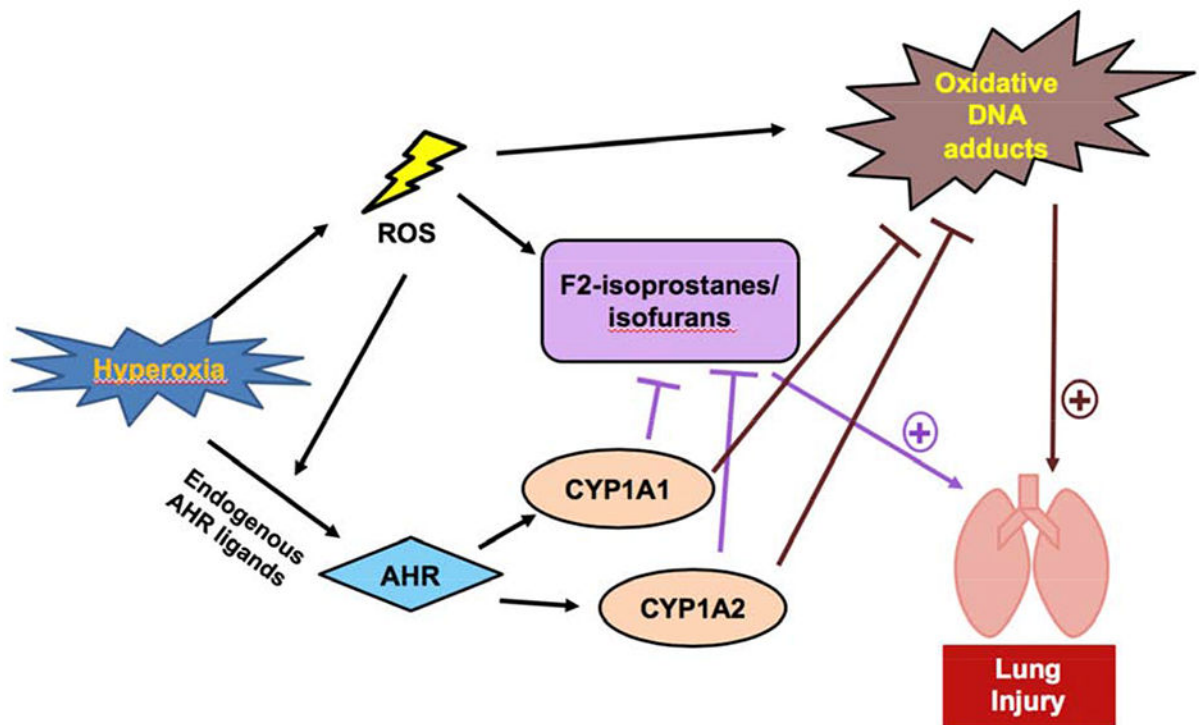 Oxidative
DNA
adducts
ROS
F2-isoprostanes/
isofurans
Hyperoxia
+
+
Endogenous
AHR ligands
CYP1A1
AHR
CYP1A2
Lung
Injury